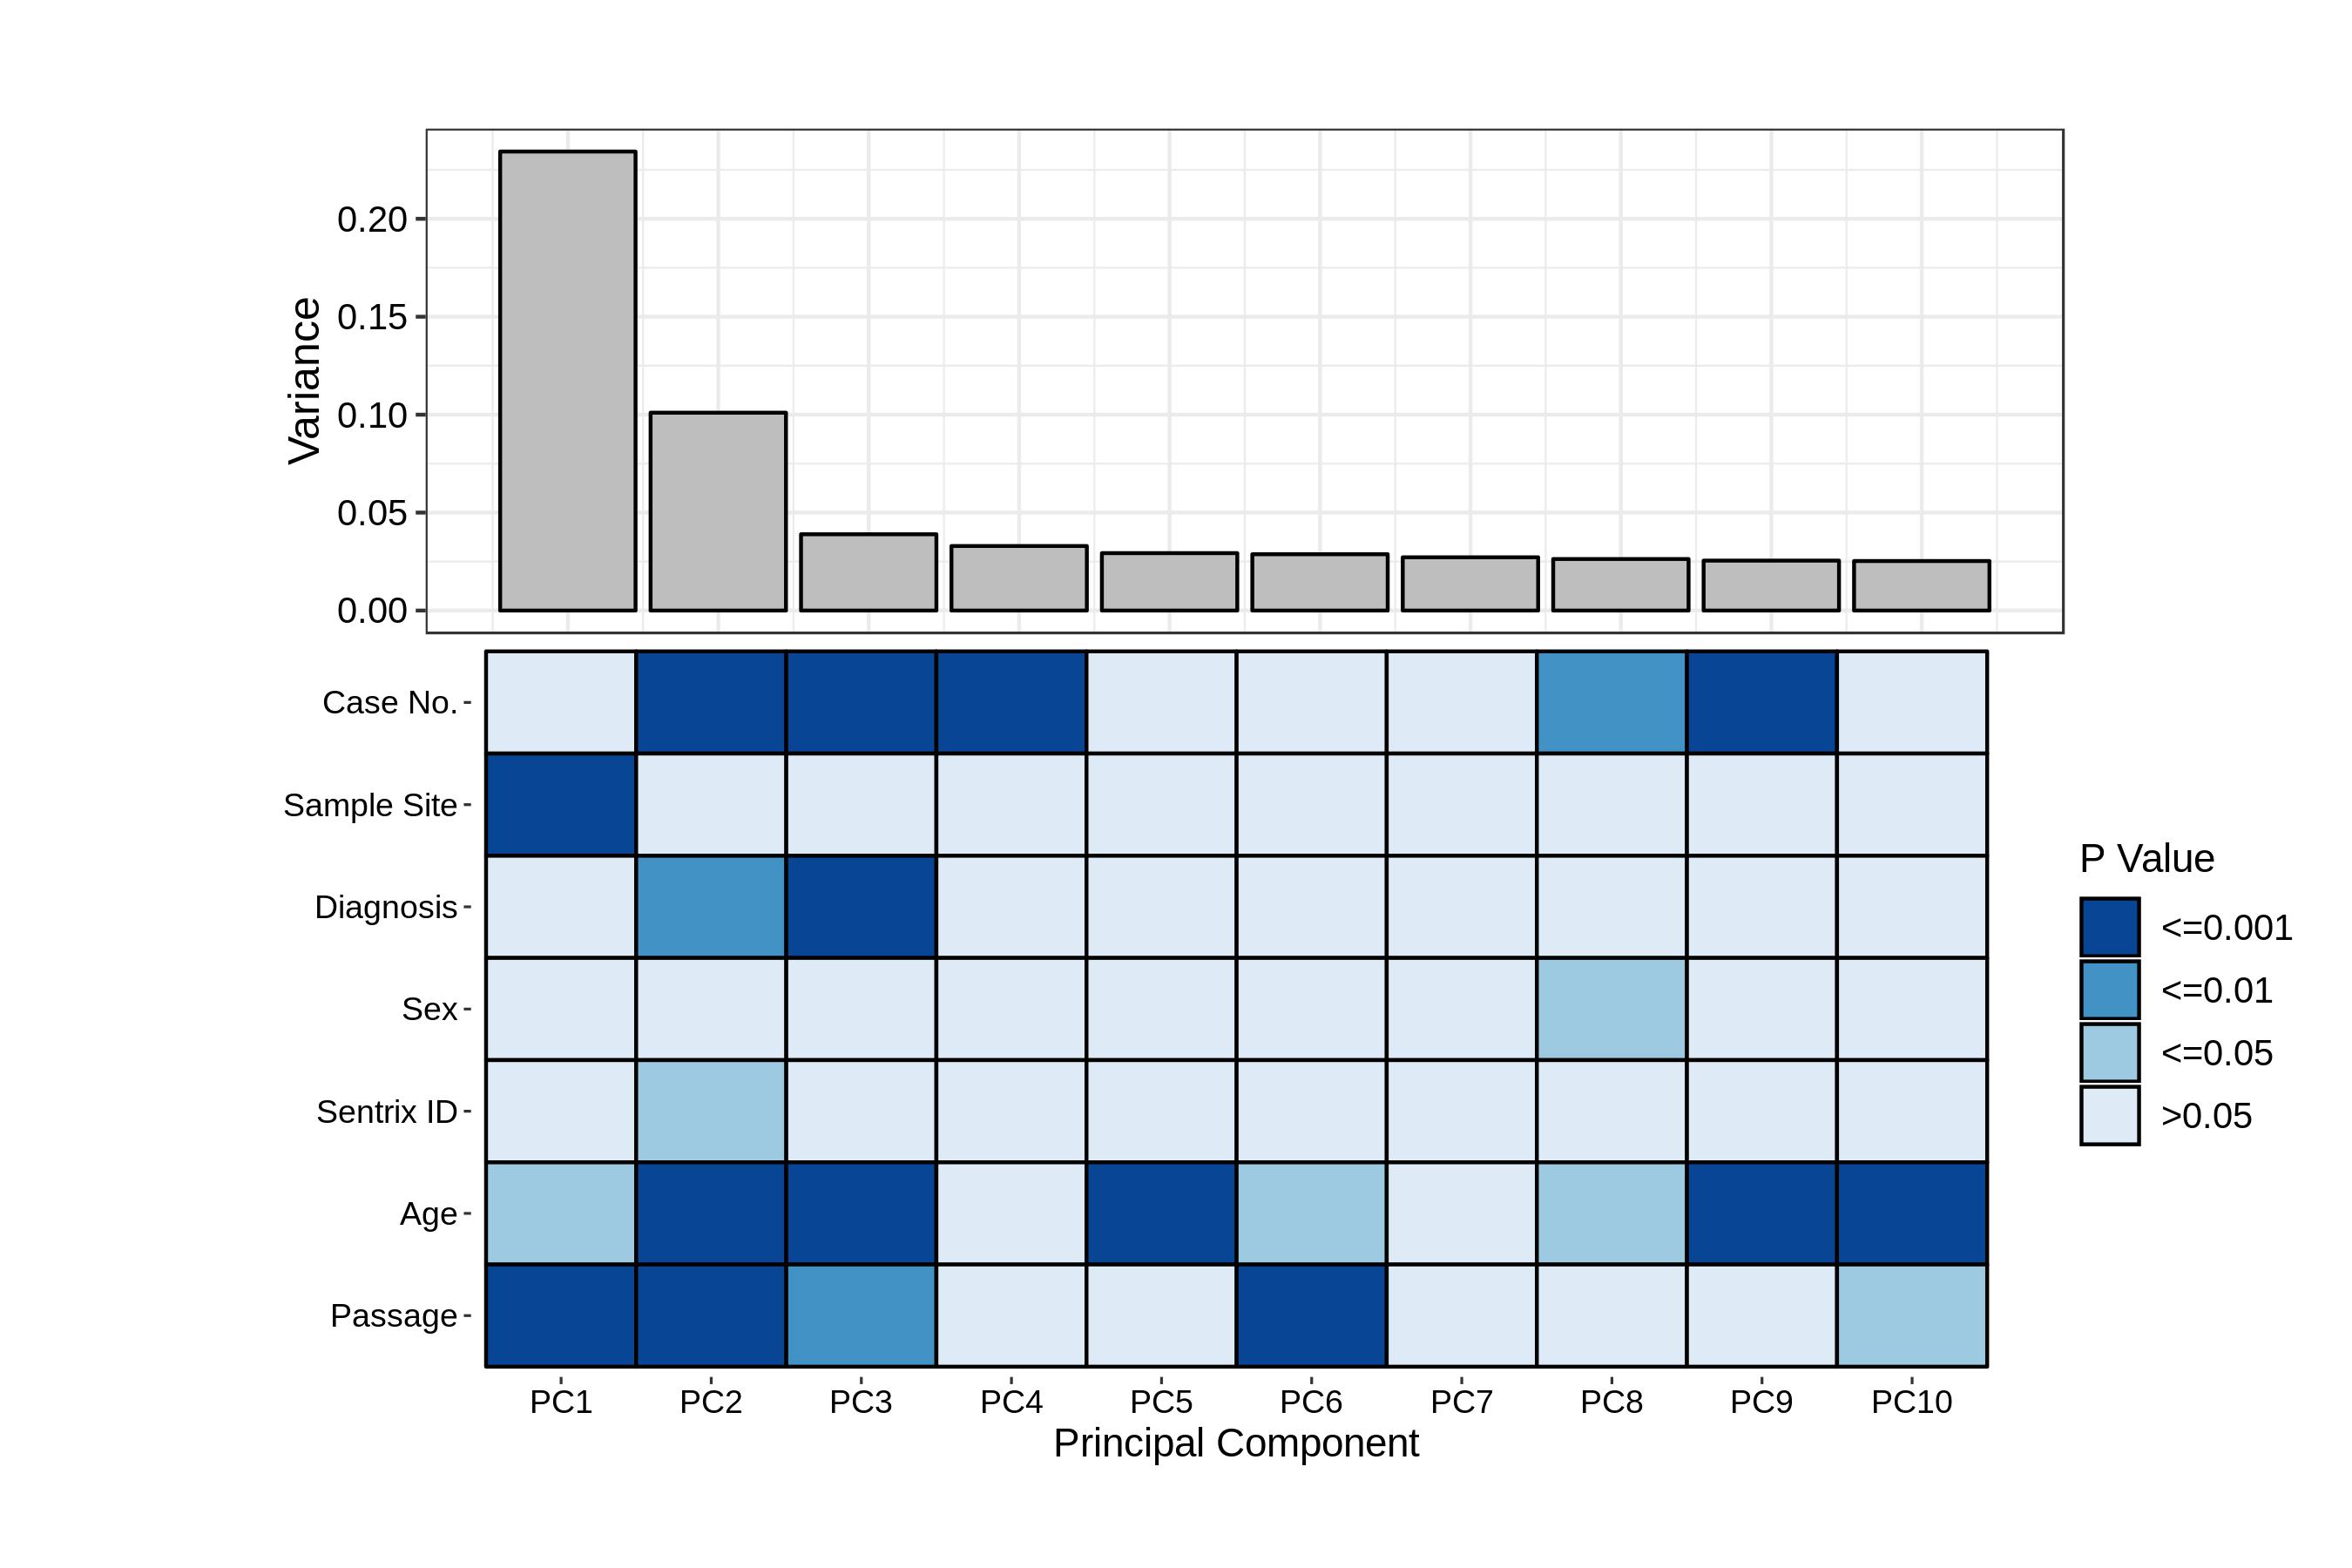 Variance
0.20
0.15
0.10
0.05
0.00
Case No.
Sample Site
Diagnosis
Sex
Sentrix ID
Age
Passage
PC1 PC2 PC3 PC4 PC5 PC6 PC7 PC8 PC9 PC10
Principal Component
P Value
<=0.001
<=0.01
<=0.05
>0.05